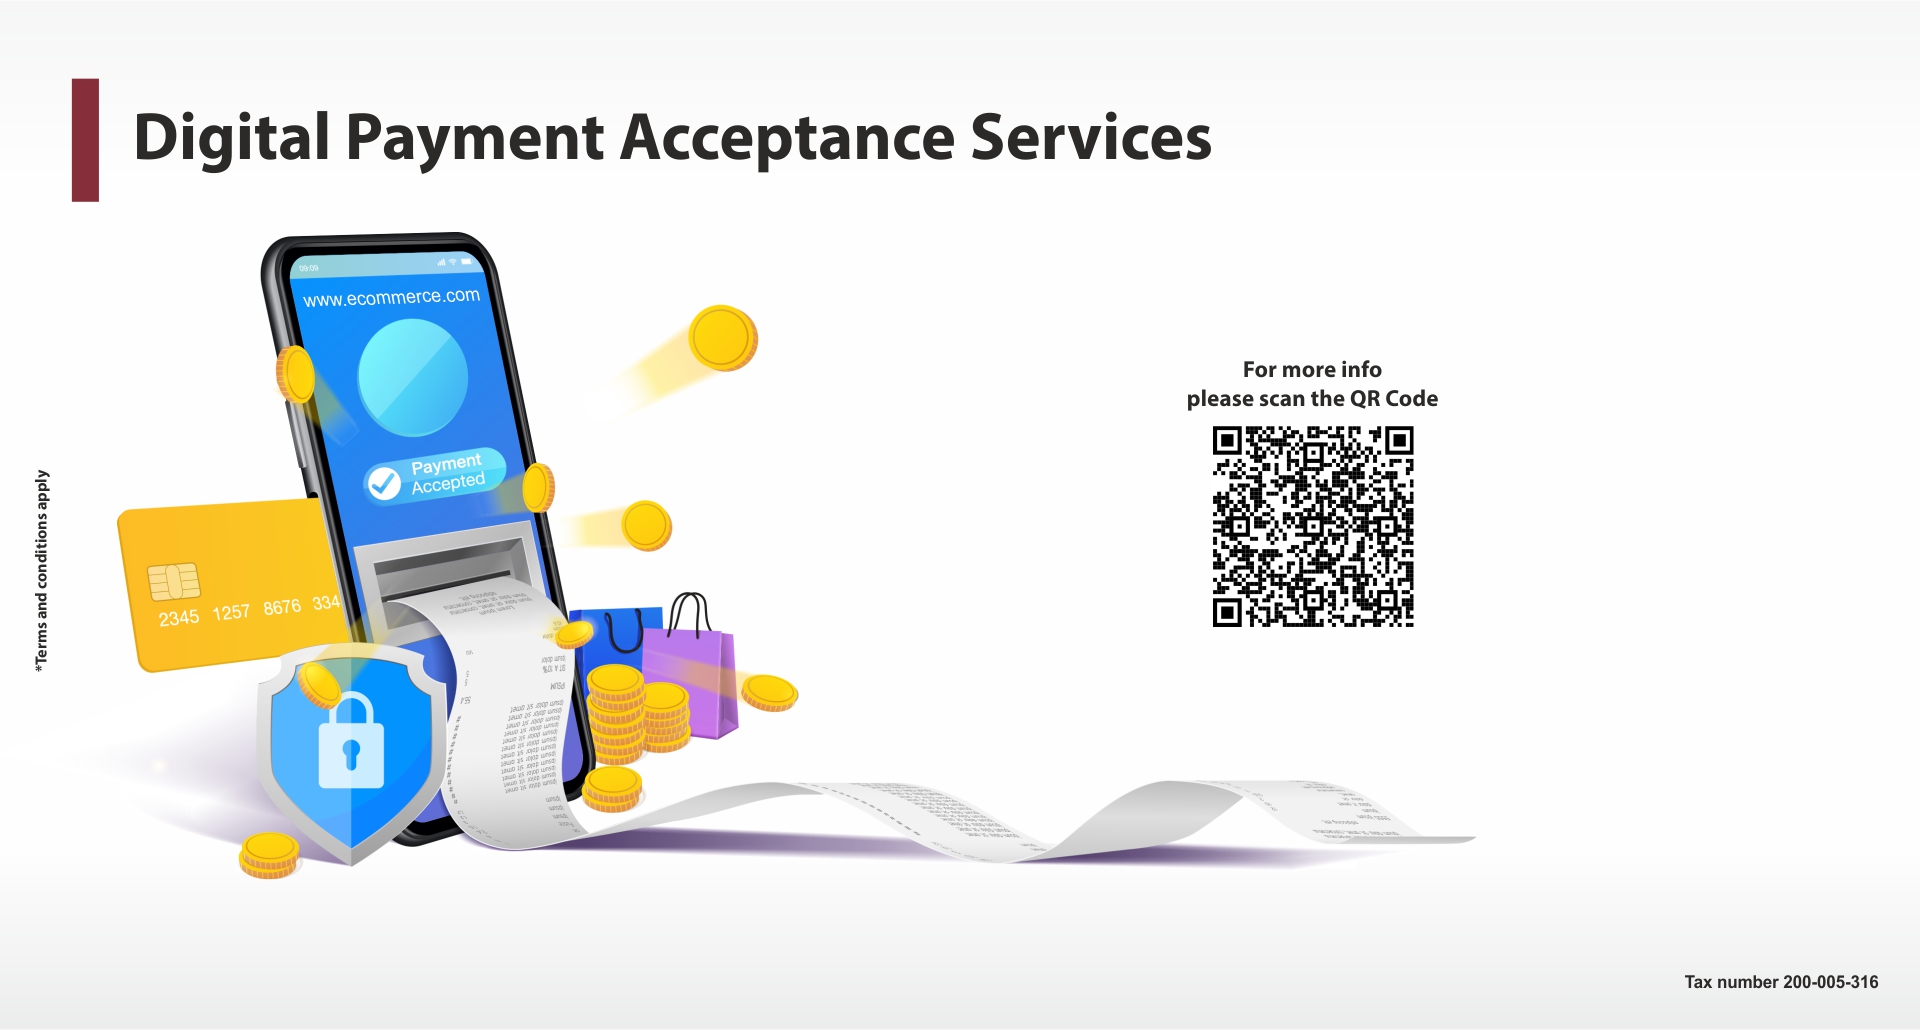 Digital Payment Acceptance Services
09:09
www.ecommerce.com
Payment
Accepted
2345 1257 8676 334
For more info
please scan the QR Code
*Terms and conditions apply
Tax number 200-005-316